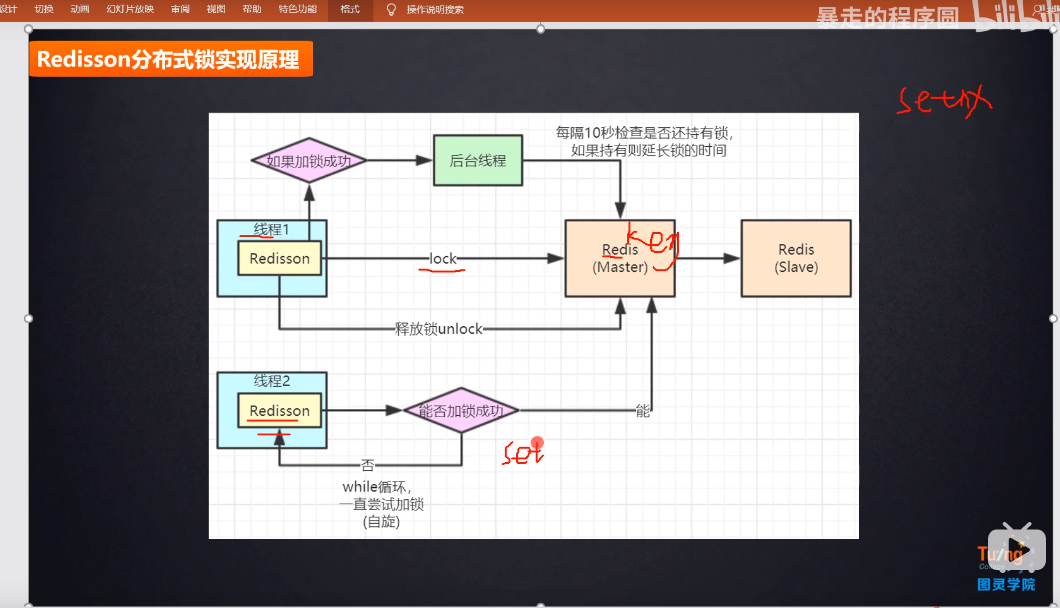 设计 切换 动画 幻灯片放映 审阅 视图 帮助 特色功能 格式 操作说明搜索
暴走的程序圆 bilibili
Redisson分布式锁实现原理
setnx
每隔10秒检查是否还持有锁，
如果持有则延长锁的时间
如果加锁成功
后台线程
线程1
Redisson
lock
key
Redis
(Master)
Redis
(Slave)
释放锁unlock
线程2
Redisson
能否加锁成功
能
set
否
while循环，
一直尝试加锁
(自旋)
Tuling
图灵学院